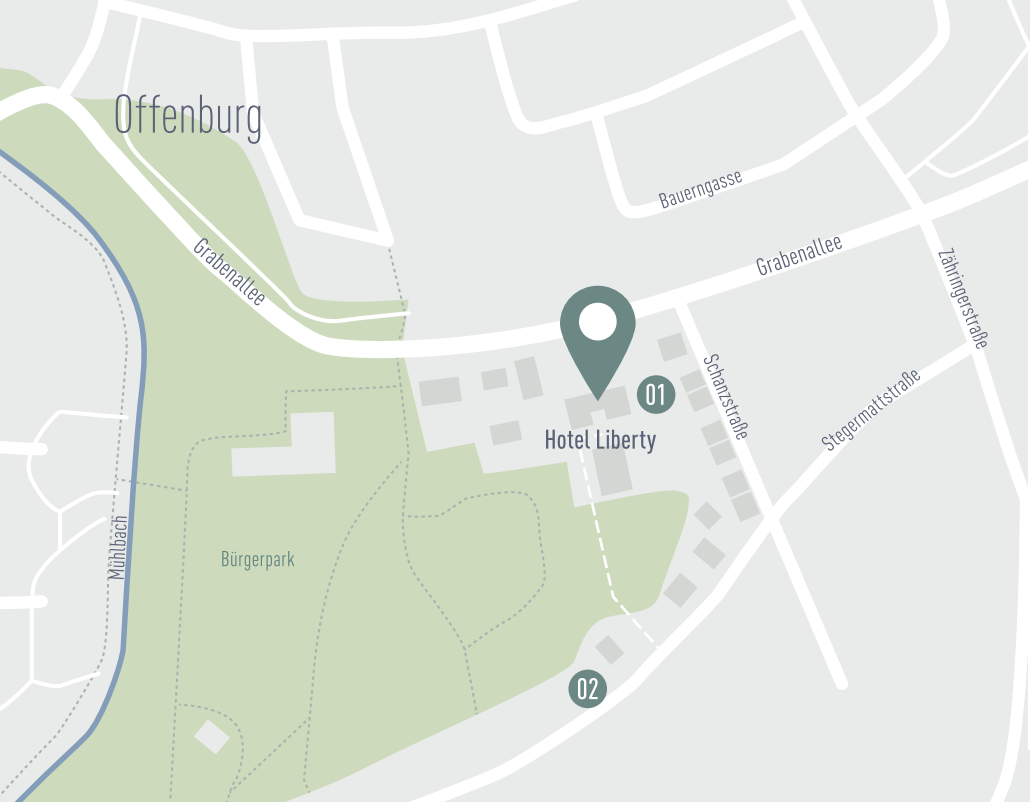 Offenburg
Bauerngasse
Grabenallee
Grabenallee
Zähringerstraße
Schanzstraße
Stegermattstraße
01
Hotel Liberty
Mühlbach
Bürgerpark
02